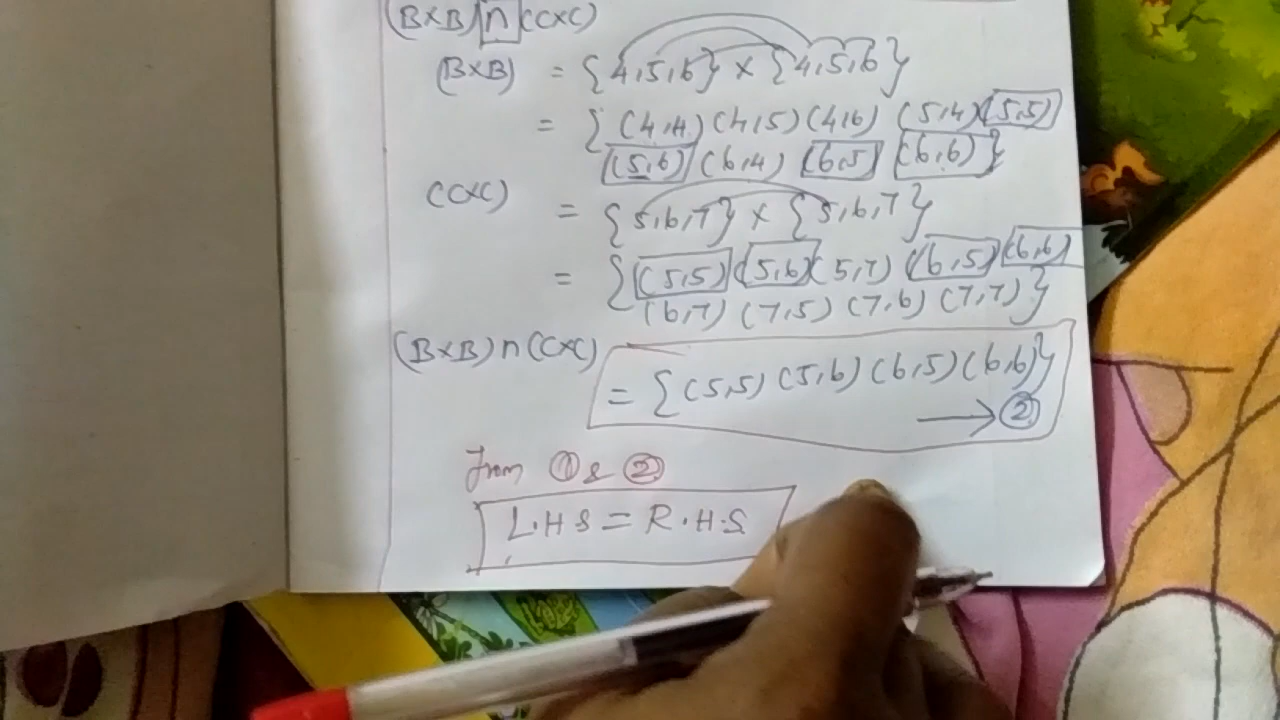 (B×B) n (C×C)
(B×B) = {4,5,6} × {4,5,6}
= { (4,4) (4,5) (4,6) (5,4) (5,5)
(5,6) (6,4) (6,5) (6,6) }
(C×C) = {5,6,7} × {5,6,7}
= { (5,5) (5,6) (5,7) (6,5) (6,6)
(6,7) (7,5) (7,6) (7,7) }
(B×B) n (C×C)
= { (5,5) (5,6) (6,5) (6,6) }
→ ②
From ① & ②
L.H.S = R.H.S